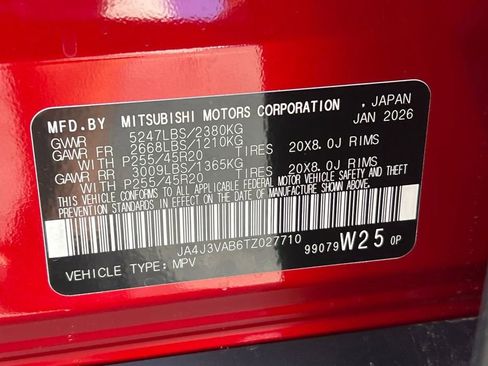 MFD.BY MITSUBISHI MOTORS CORPORATION, JAPAN
GVWR 5247LBS/2380KG JAN 2026
GAWR FR 2668LBS/1210KG
WITH P255/45R20 TIRES 20X8.0J RIMS
GAWR RR 3009LBS/1365KG
WITH P255/45R20 TIRES 20X8.0J RIMS
THIS VEHICLE CONFORMS TO ALL APPLICABLE FEDERAL MOTOR VEHICLE SAFETY AND THEFT
PREVENTION STANDARDS IN EFFECT ON THE DATE OF MANUFACTURE SHOWN ABOVE.
JA4J3VAB6TZ027710
99079 W25 0P
VEHICLE TYPE: MPV